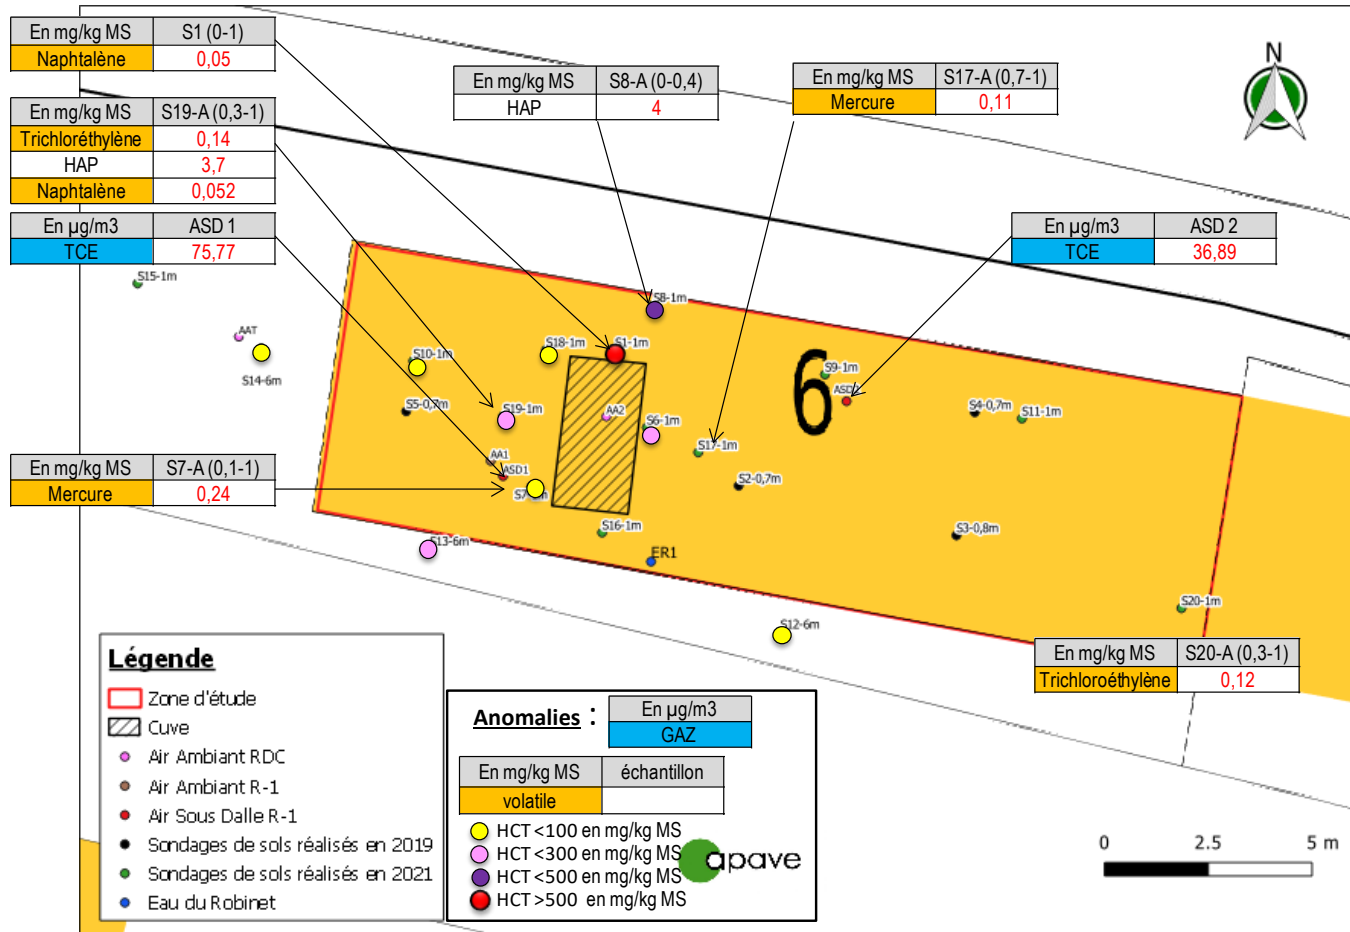 En mg/kg MS S1 (0-1)
Naphtalène 0,05
En mg/kg MS S19-A (0,3-1)
Trichloréthylène 0,14
HAP 3,7
Naphtalène 0,052
En µg/m3 ASD 1
TCE 75,77
En mg/kg MS S8-A (0-0,4)
HAP 4
En mg/kg MS S17-A (0,7-1)
Mercure 0,11
N
En µg/m3 ASD 2
TCE 36,89
S15-1m
AAT
S14-6m
S8-1m
S18-1m
S1-1m
S10-1m
6
S9-1m
ASD2
S5-0,7m
S19-1m
AA2
S6-1m
S4-0,7m
S11-1m
S17-1m
AA1
ASD1
S2-0,7m
En mg/kg MS S7-A (0,1-1)
Mercure 0,24
S16-1m
S3-0,8m
S13-6m
ER1
S20-1m
S12-6m
En mg/kg MS S20-A (0,3-1)
Trichloroéthylène 0,12
Légende
Zone d'étude
Cuve
Air Ambiant RDC
Air Ambiant R-1
Air Sous Dalle R-1
Sondages de sols réalisés en 2019
Sondages de sols réalisés en 2021
Eau du Robinet
Anomalies :
En µg/m3
GAZ
En mg/kg MS échantillon
volatile
HCT <100 en mg/kg MS
HCT <300 en mg/kg MS
HCT <500 en mg/kg MS
HCT >500 en mg/kg MS
apave
0 2.5 5 m